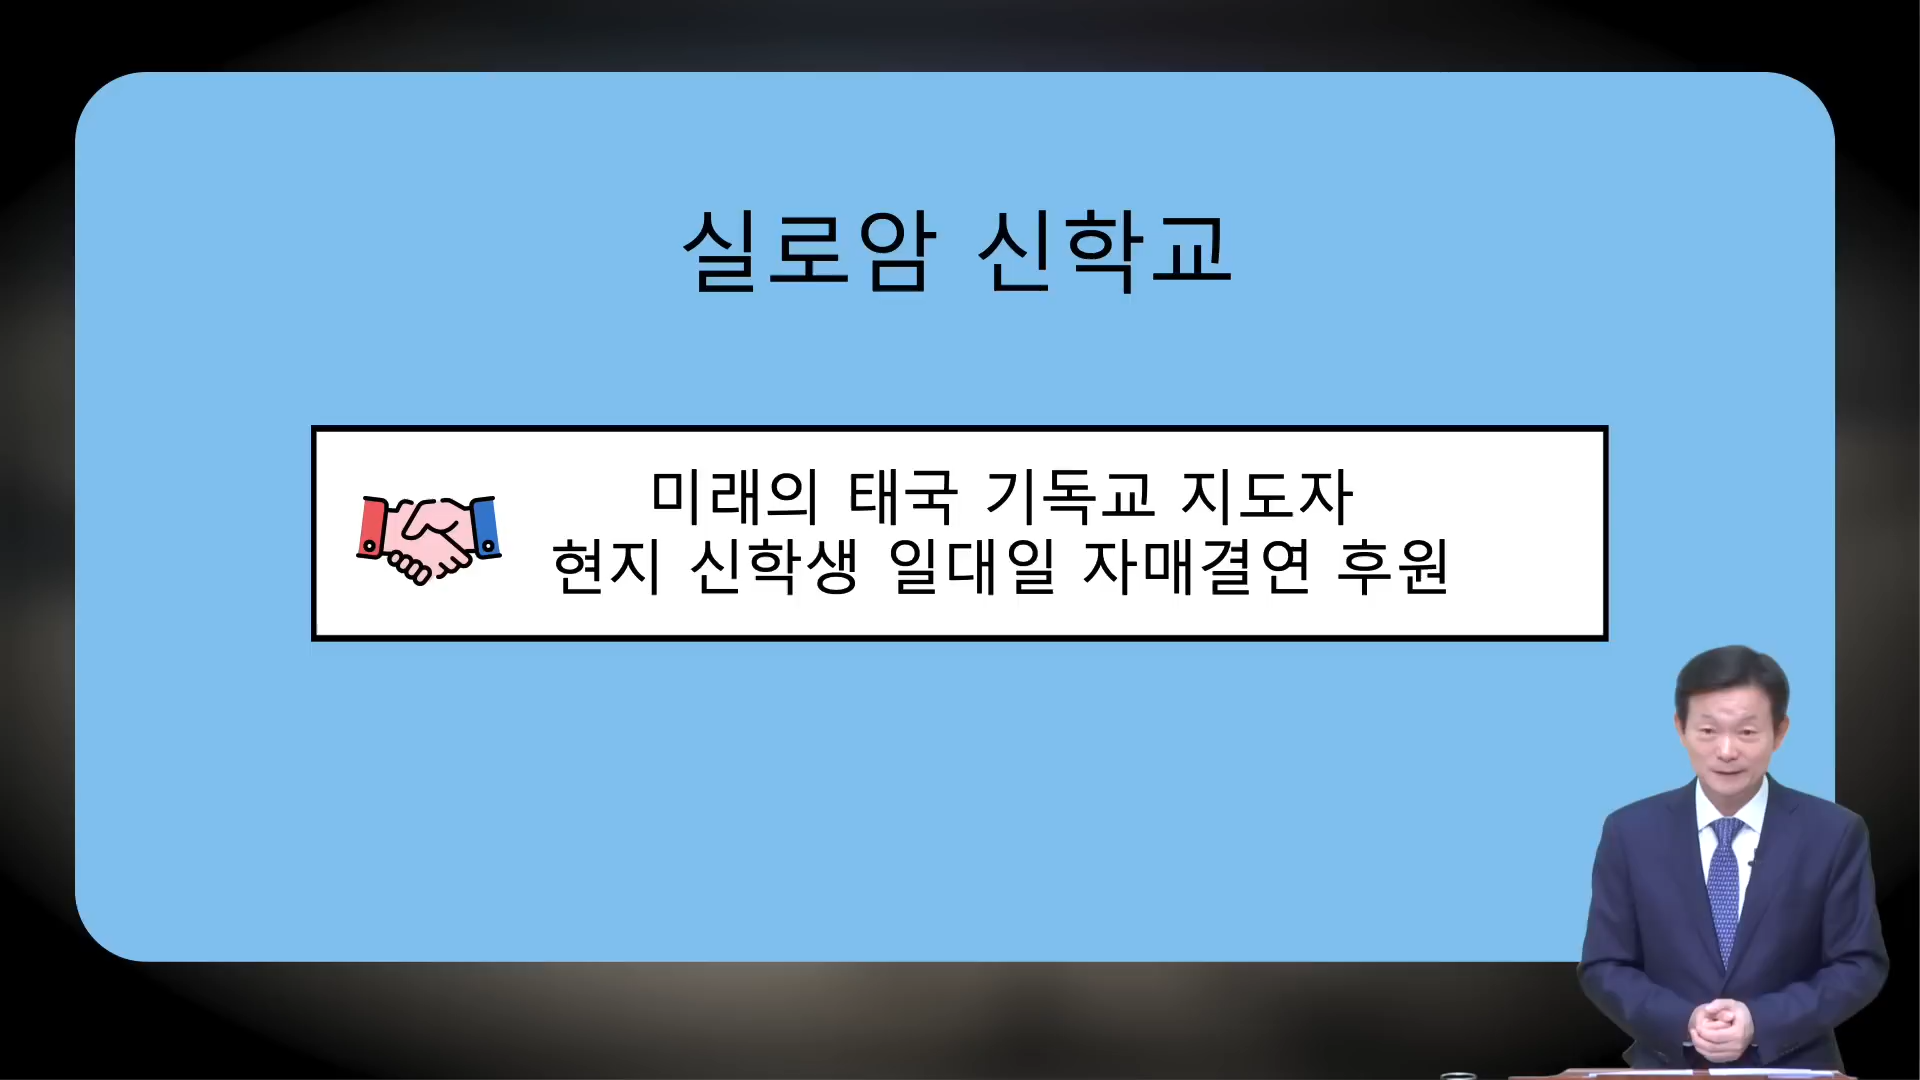 실로암 신학교
미래의 태국 기독교 지도자
현지 신학생 일대일 자매결연 후원